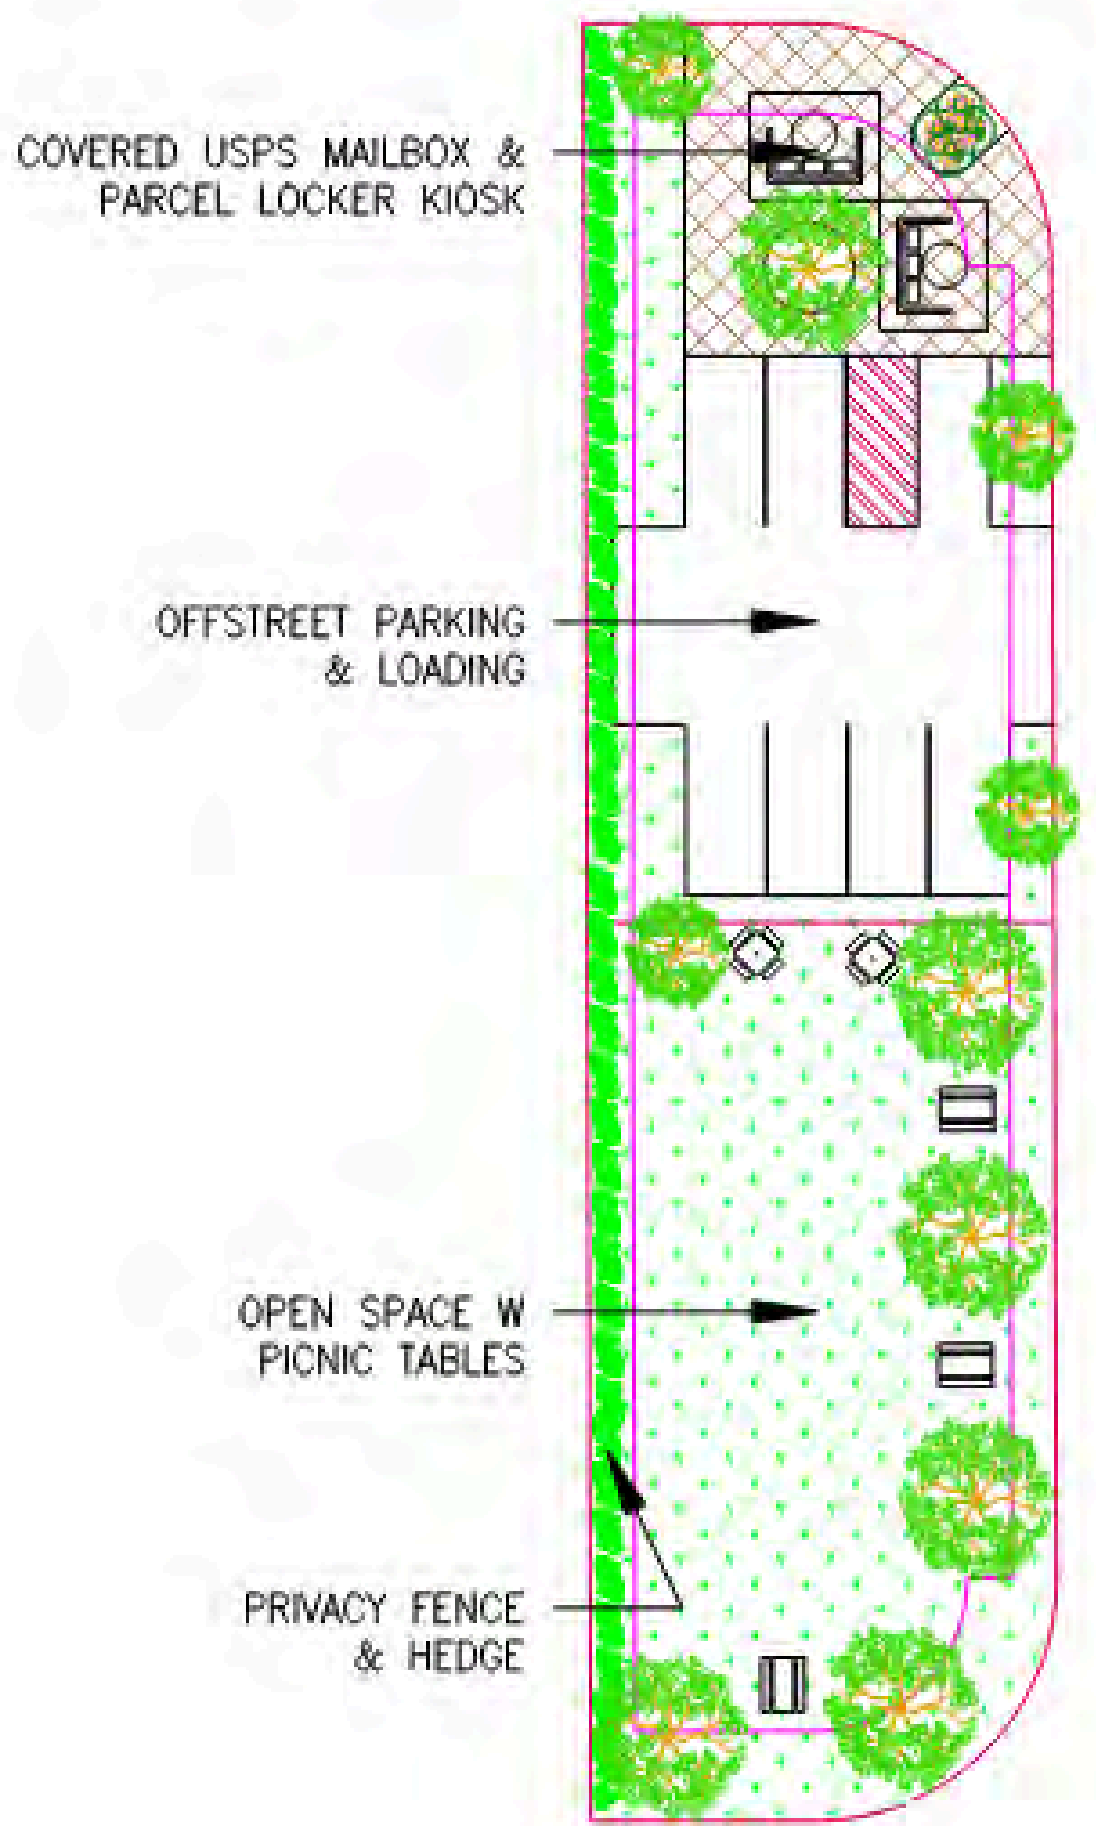 COVERED USPS MAILBOX &
PARCEL LOCKER KIOSK
OFFSTREET PARKING
& LOADING
OPEN SPACE W
PICNIC TABLES
PRIVACY FENCE
& HEDGE